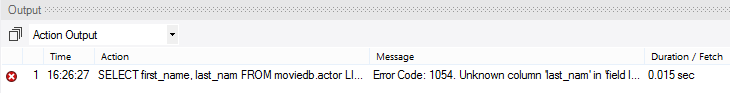 Output
Action Output
Time Action Message Duration / Fetch
1 16:26:27 SELECT first_name, last_nam FROM moviedb.actor LI... Error Code: 1054. Unknown column 'last_nam' in 'field l... 0.015 sec